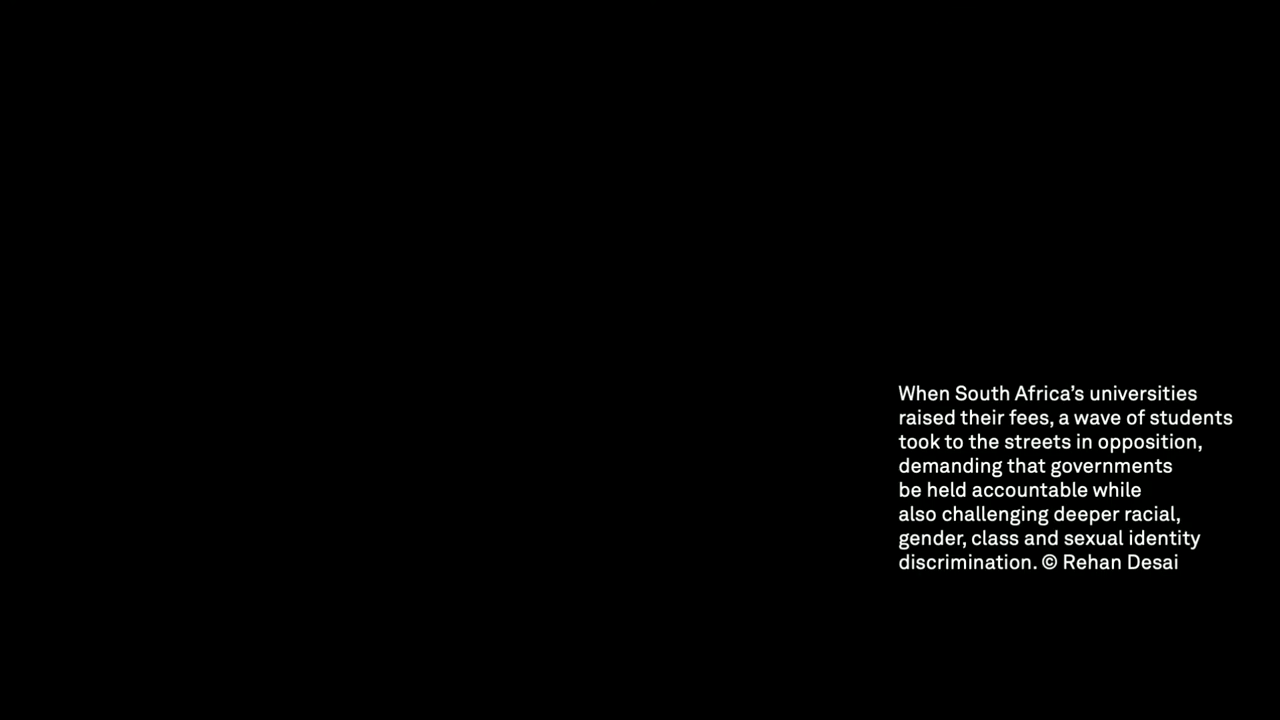 When South Africa’s universities
raised their fees, a wave of students
took to the streets in opposition,
demanding that governments
be held accountable while
also challenging deeper racial,
gender, class and sexual identity
discrimination. © Rehan Desai